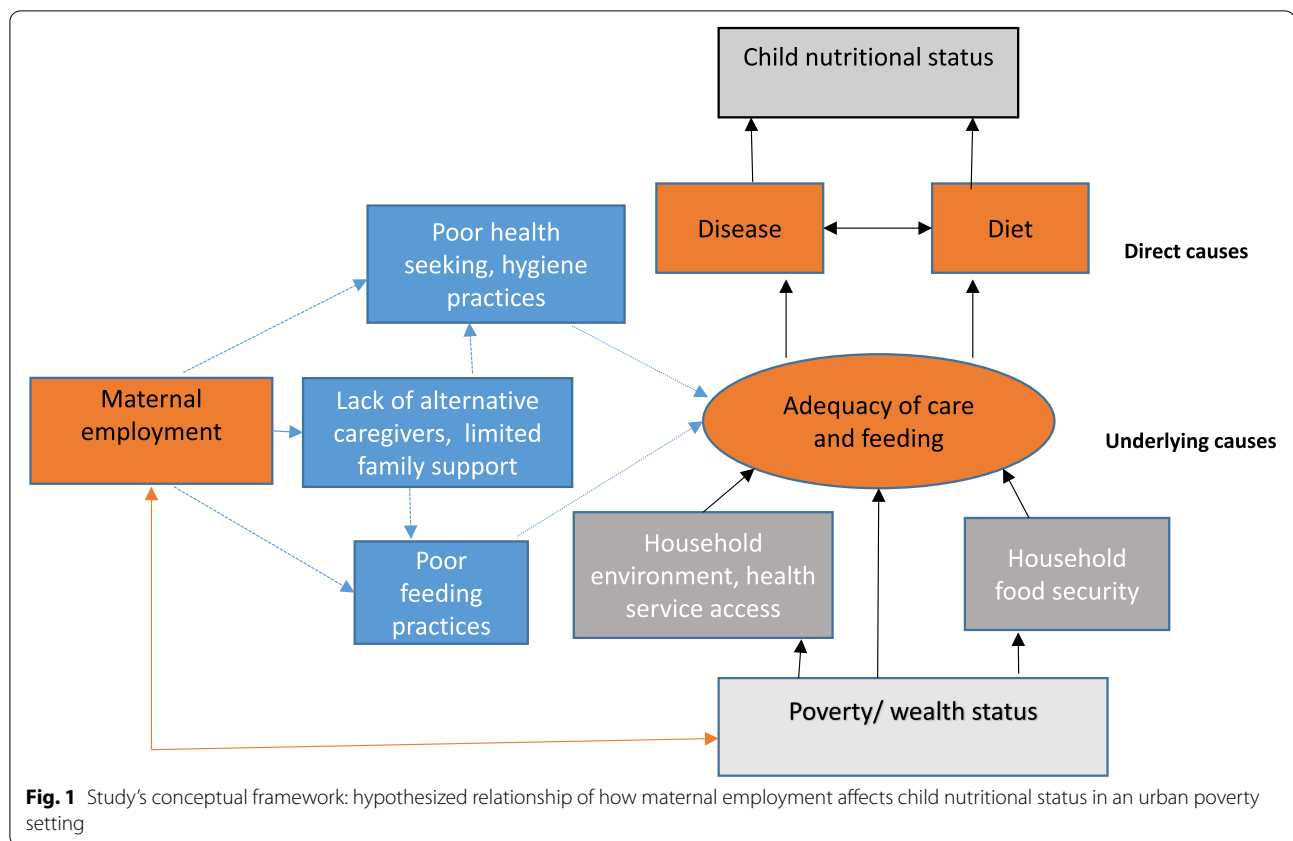 Child nutritional status
Disease
Diet
Direct causes
Poor health
seeking, hygiene
practices
Maternal
employment
Lack of alternative
caregivers, limited
family support
Adequacy of care
and feeding
Underlying causes
Poor
feeding
practices
Household
environment, health
service access
Household
food security
Poverty/ wealth status
Fig. 1 Study's conceptual framework: hypothesized relationship of how maternal employment affects child nutritional status in an urban poverty
setting